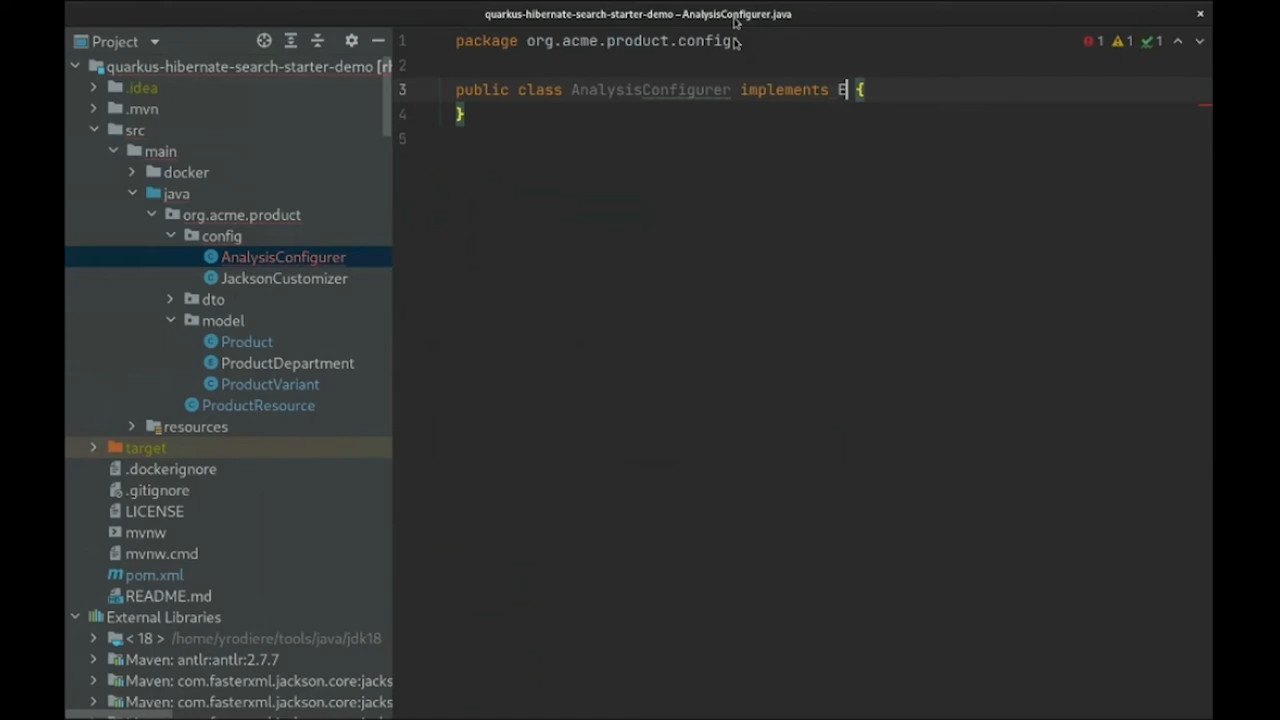 quarkus-hibernate-search-starter-demo – AnalysisConfigurer.java
Project
quarkus-hibernate-search-starter-demo
.idea
.mvn
src
main
docker
java
org.acme.product
config
AnalysisConfigurer
JacksonCustomizer
dto
model
Product
ProductDepartment
ProductVariant
ProductResource
resources
target
.dockerignore
.gitignore
LICENSE
mvnw
mvnw.cmd
pom.xml
README.md
External Libraries
< 18 > /home/yrodiere/tools/java/jdk18
Maven: antlr:antlr:2.7.7
Maven: com.fasterxml.jackson.core:jacks
Maven: com.fasterxml.jackson.core:jacks
1 package org.acme.product.config;
2
3 public class AnalysisConfigurer implements E {
4 }
5
1 1 1